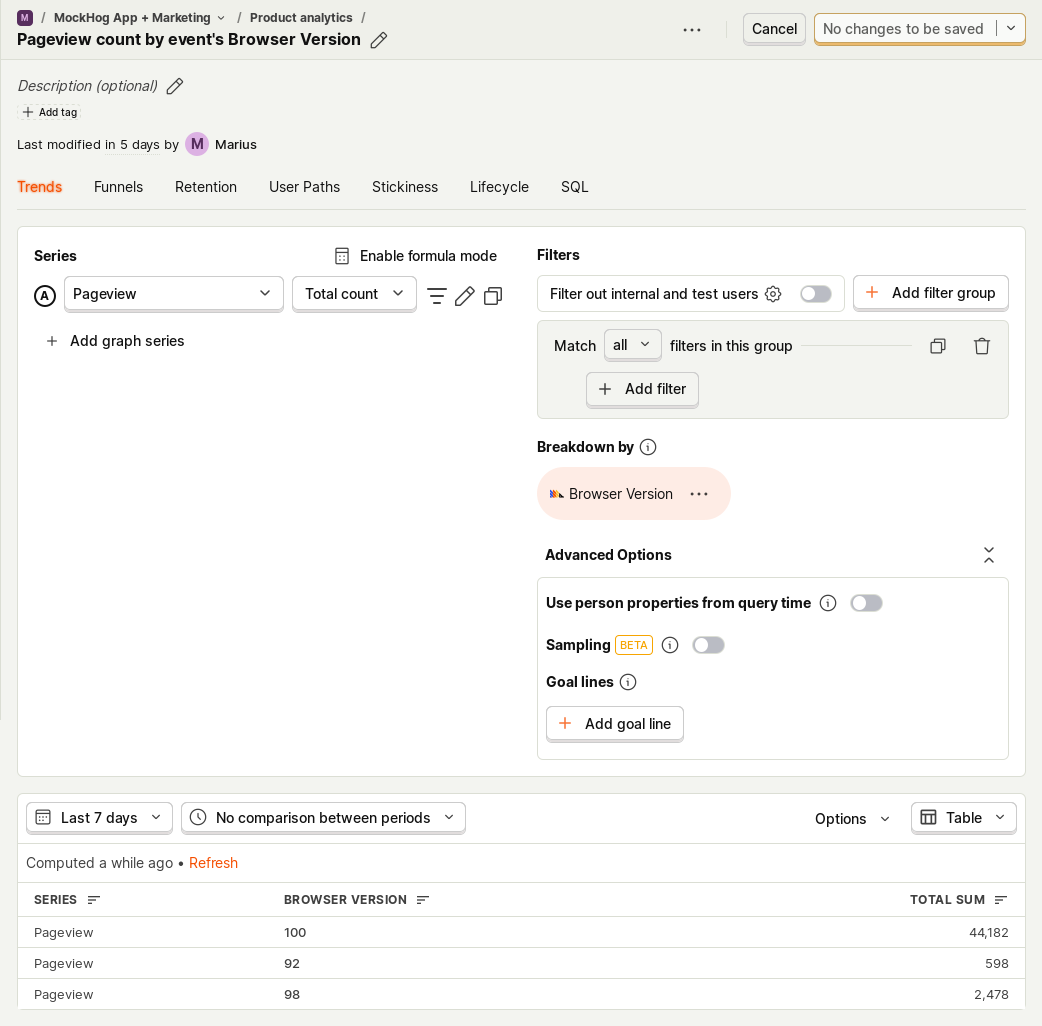 M / MockHog App + Marketing / Product analytics /
Pageview count by event's Browser Version
Cancel
No changes to be saved
Description (optional)
Add tag
Last modified in 5 days by M Marius
Trends Funnels Retention User Paths Stickiness Lifecycle SQL
Series
Enable formula mode
A Pageview Total count
Add graph series
Filters
Filter out internal and test users
Add filter group
Match all filters in this group
Add filter
Breakdown by
Browser Version
Advanced Options
Use person properties from query time
Sampling BETA
Goal lines
Add goal line
Last 7 days No comparison between periods Options Table
Computed a while ago • Refresh
SERIES BROWSER VERSION TOTAL SUM
Pageview 100 44,182
Pageview 92 598
Pageview 98 2,478